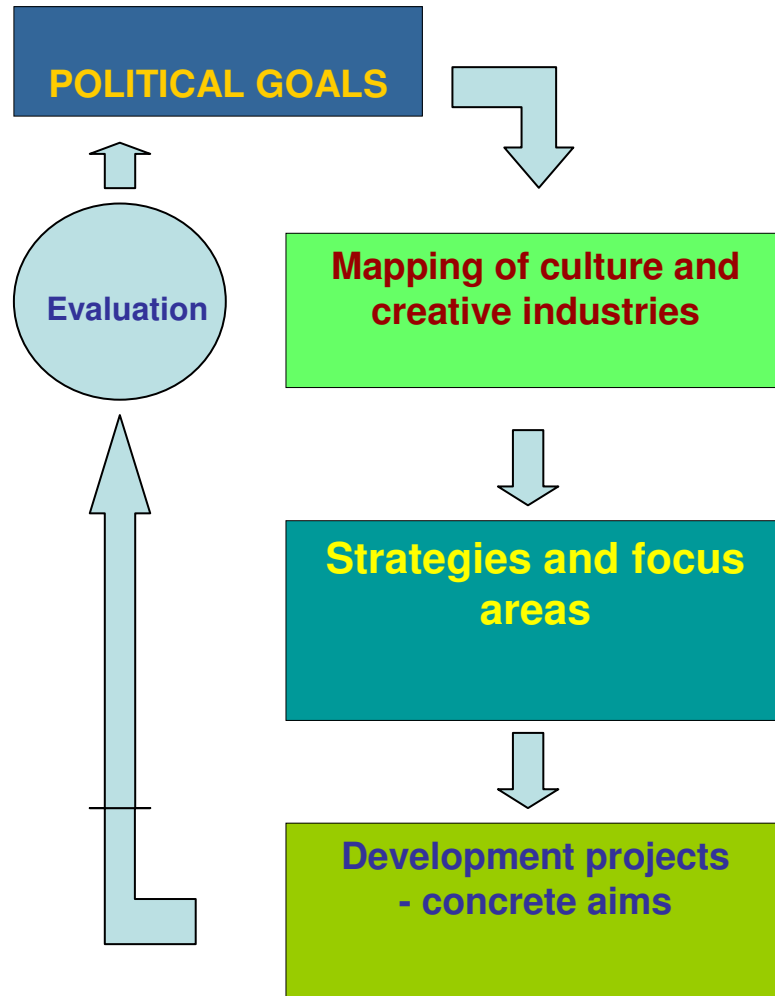 POLITICAL GOALS
Mapping of culture and
creative industries
Evaluation
Strategies and focus
areas
Development projects
- concrete aims